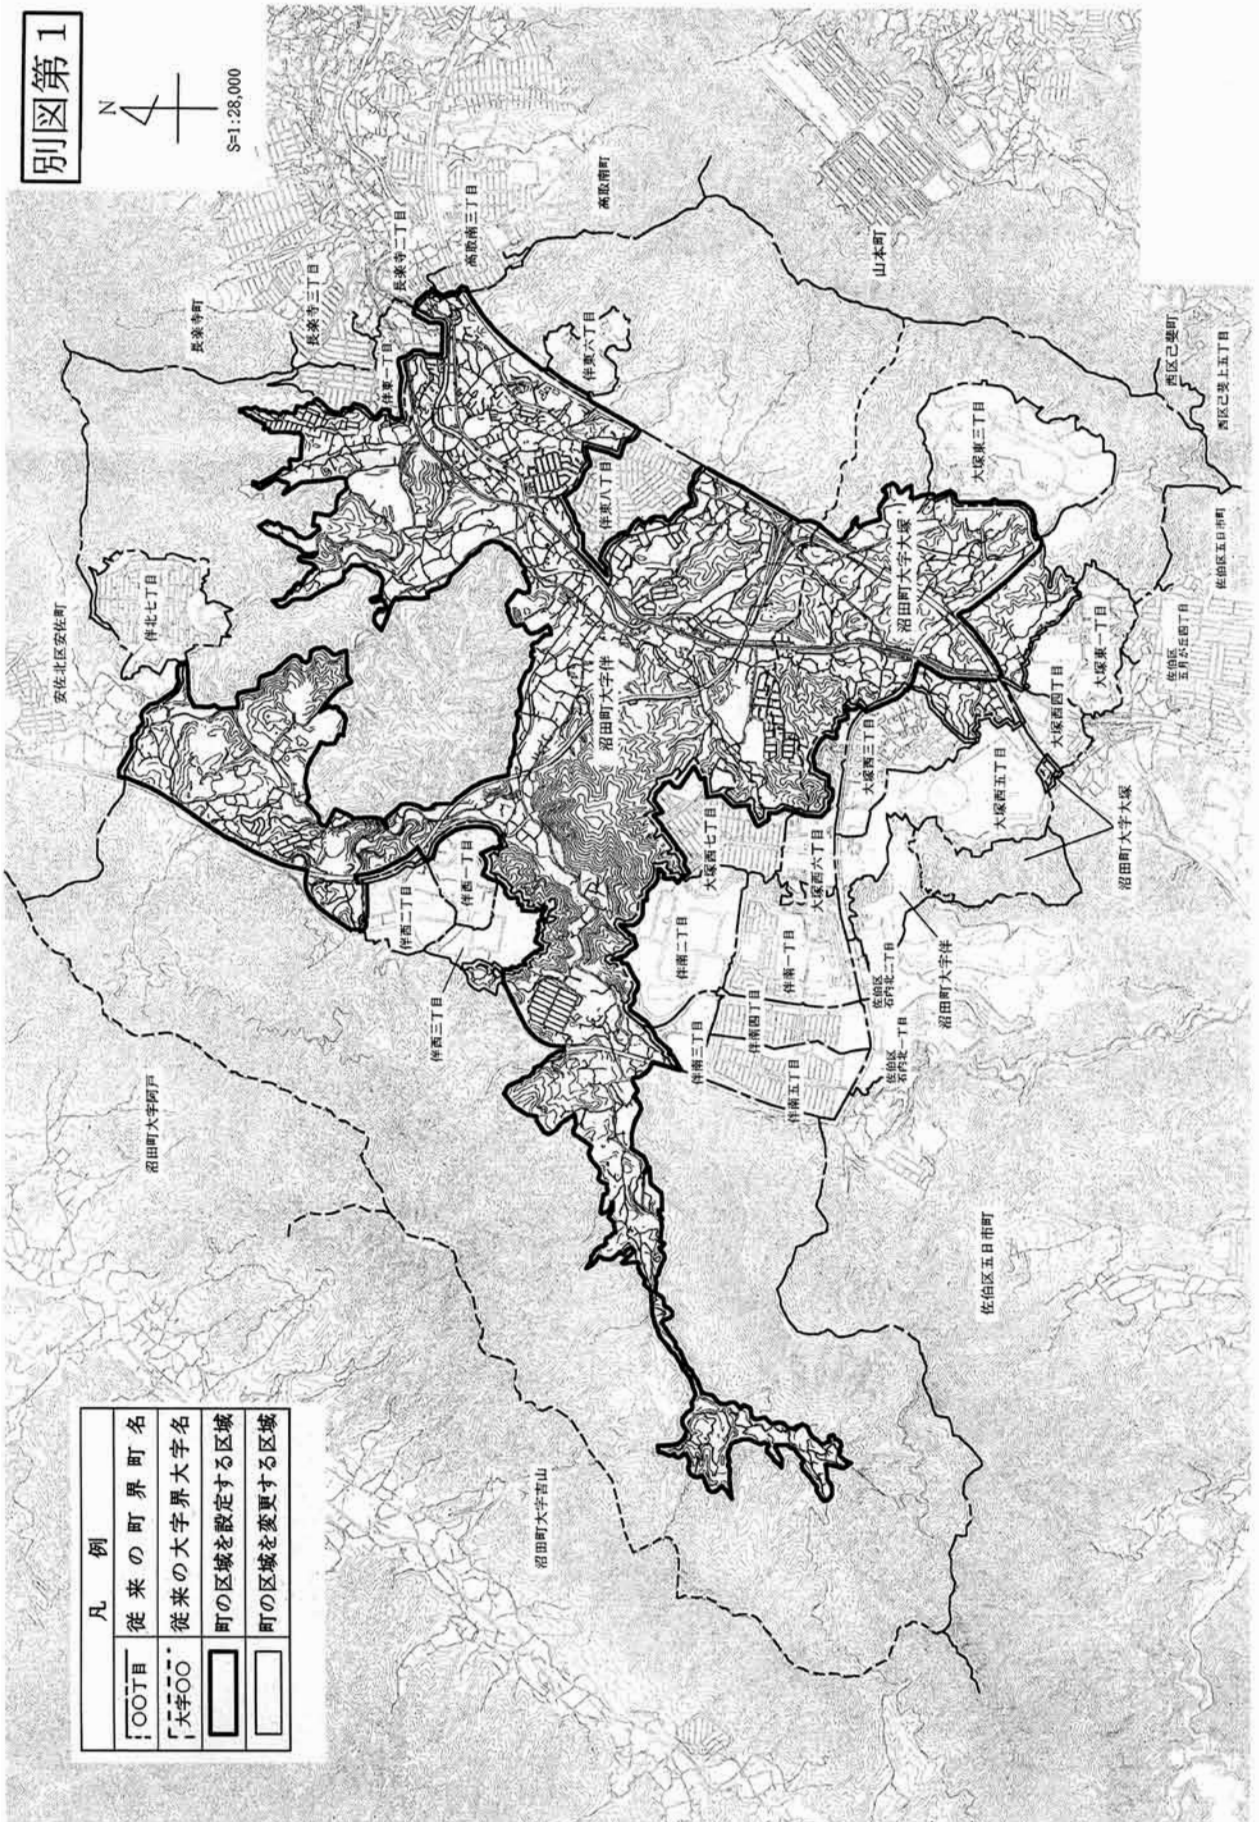 別図第1
N
S=1:28,000
凡例
○○丁目 従来の町界町名
大字○○ 従来の大字界大字名
町の区域を設定する区域
町の区域を変更する区域
安佐北区安佐町
伴北七丁目
長楽寺町
長楽寺三丁目
長楽寺二丁目
高取南三丁目
高取南町
伴東一丁目
伴東六丁目
伴東八丁目
山本町
沼田町大字阿戸
伴西二丁目
伴西一丁目
伴西三丁目
沼田町大字伴
沼田町大字大塚
大塚東三丁目
西区己斐町
西区己斐上五丁目
大塚西七丁目
大塚西三丁目
大塚西六丁目
大塚西五丁目
大塚西四丁目
大塚東一丁目
佐伯区
五月が丘四丁目
佐伯区五日市町
伴南二丁目
伴南一丁目
伴南三丁目
伴南四丁目
伴南五丁目
佐伯区
石内北二丁目
佐伯区
石内北一丁目
沼田町大字伴
沼田町大字大塚
沼田町大字吉山
佐伯区五日市町